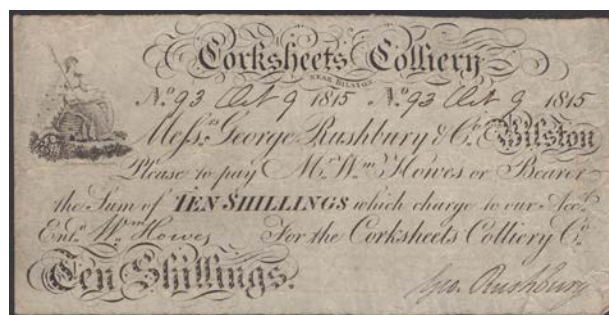 Corksheets Colliery
NEAR BILSTON
No. 93 Oct 9 1815 No. 93 Oct 9 1815
Messrs. George Rushbury & Co. Bilston
Please to pay Mr. Wm. Howes or Bearer
the Sum of TEN SHILLINGS which charge to our Acct.
Entd. Wm. Howes For the Corksheets Colliery Co.
Ten Shillings.
Geo. Rushbury